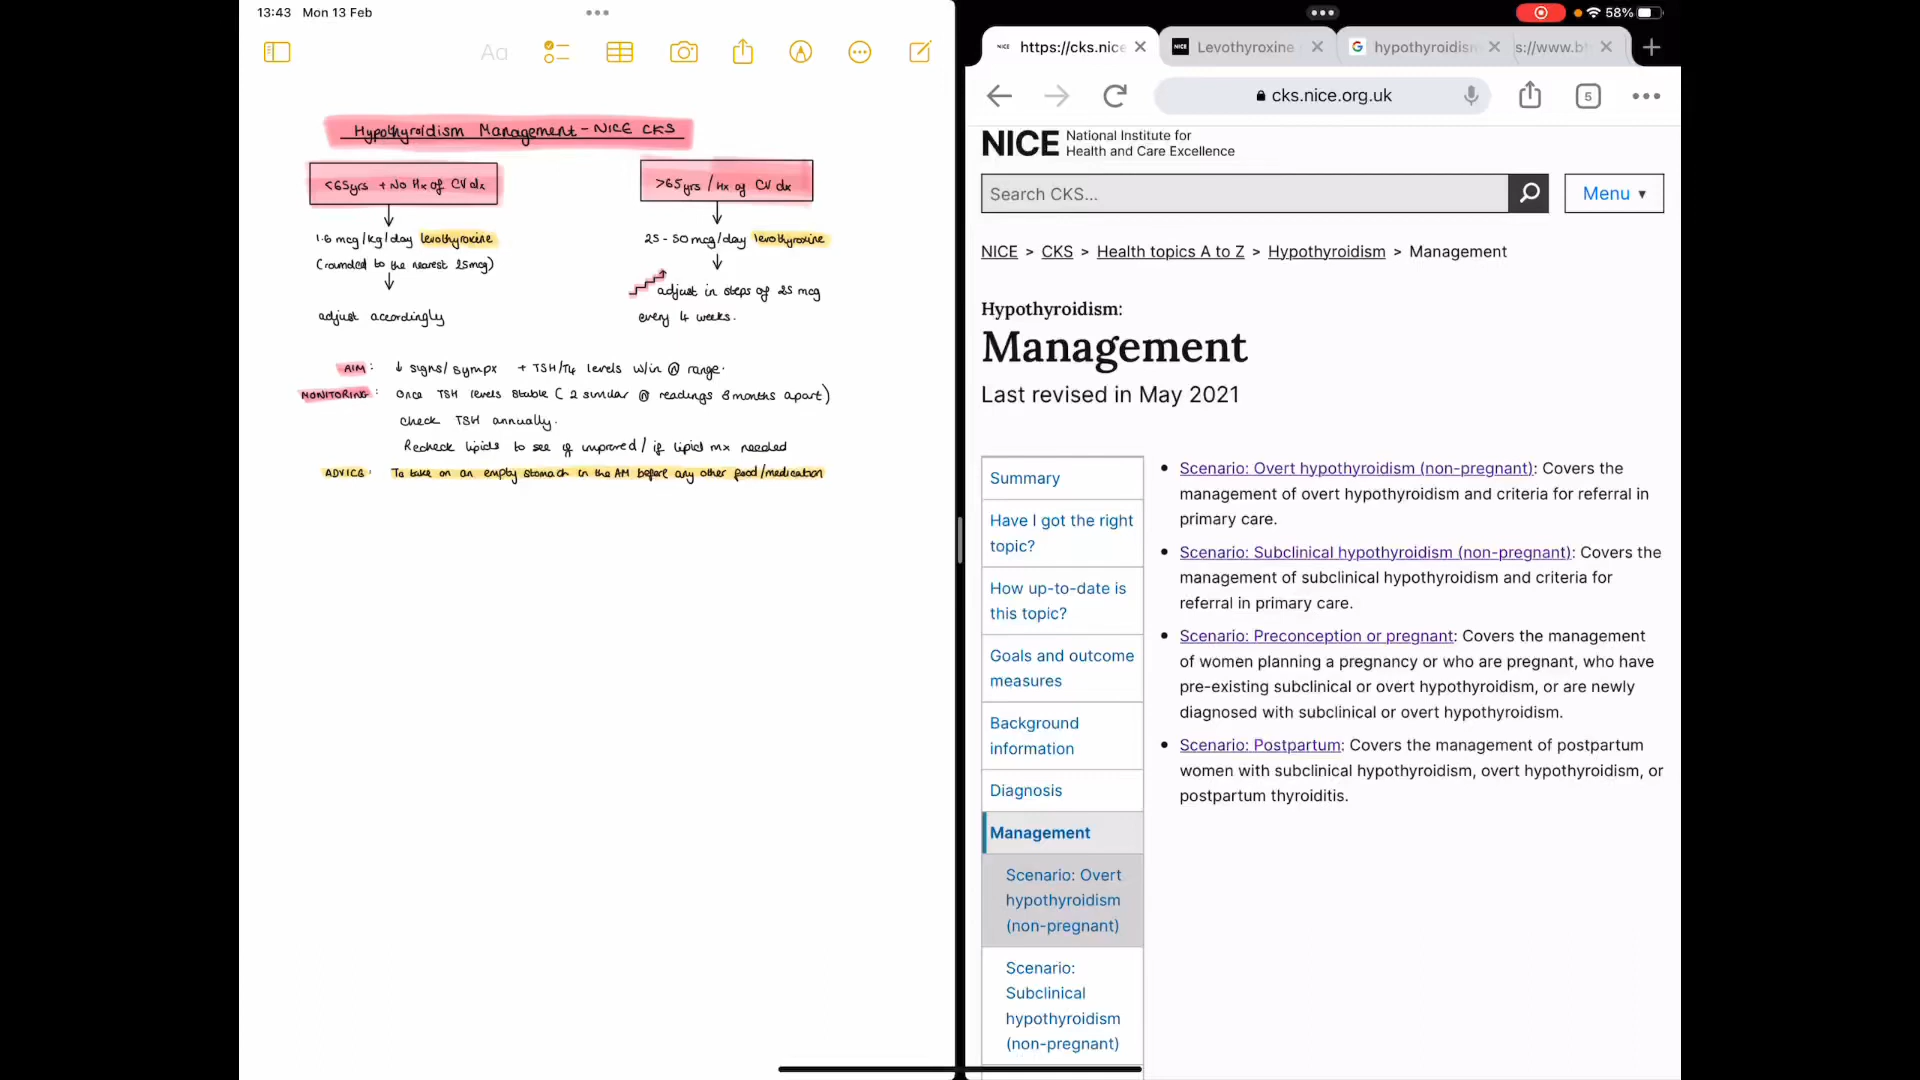 13:43 Mon 13 Feb
Aa
Hypothyroidism Management - NICE CKS
<65yrs + No Hx of CV dx
>65yrs / Hx of CV dx
1.6 mcg/kg/day levothyroxine
(rounded to the nearest 25mcg)
adjust accordingly
25 - 50 mcg/day levothyroxine
adjust in steps of 25 mcg
every 4 weeks.
AIM: ↓ signs/sympx + TSH/T4 levels w/in Ⓝ range.
MONITORING: Once TSH levels stable ( 2 similar Ⓝ readings 3 months apart)
check TSH annually.
Recheck lipids to see if improved / if lipid mx needed
ADVICE: To take on an empty stomach in the AM before any other food/medication
58%
https://cks.nice
NICE Levothyroxine
hypothyroidism
s://www.b
cks.nice.org.uk
5
NICE National Institute for
Health and Care Excellence
Search CKS...
Menu ▾
NICE > CKS > Health topics A to Z > Hypothyroidism > Management
Hypothyroidism:
Management
Last revised in May 2021
Summary
Have I got the right
topic?
How up-to-date is
this topic?
Goals and outcome
measures
Background
information
Diagnosis
Management
Scenario: Overt
hypothyroidism
(non-pregnant)
Scenario:
Subclinical
hypothyroidism
(non-pregnant)
• Scenario: Overt hypothyroidism (non-pregnant): Covers the
management of overt hypothyroidism and criteria for referral in
primary care.
• Scenario: Subclinical hypothyroidism (non-pregnant): Covers the
management of subclinical hypothyroidism and criteria for
referral in primary care.
• Scenario: Preconception or pregnant: Covers the management
of women planning a pregnancy or who are pregnant, who have
pre-existing subclinical or overt hypothyroidism, or are newly
diagnosed with subclinical or overt hypothyroidism.
• Scenario: Postpartum: Covers the management of postpartum
women with subclinical hypothyroidism, overt hypothyroidism, or
postpartum thyroiditis.